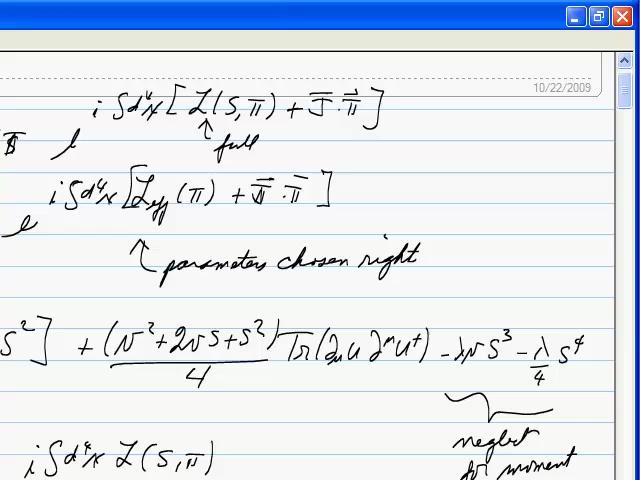 10/22/2009
i ∫d⁴x [ ℒ(S, π) + J⃗ · π⃗ ]
e ↑ full
i ∫d⁴x [ ℒeff (π) + J⃗ · π⃗ ]
e
↑ parameters chosen right
S²] + (v² + 2vS + S²)/4 Tr(∂μU ∂^μU†) - λvS³ - λ/4 S⁴
neglect
for moment
i ∫d⁴x ℒ(S, π)